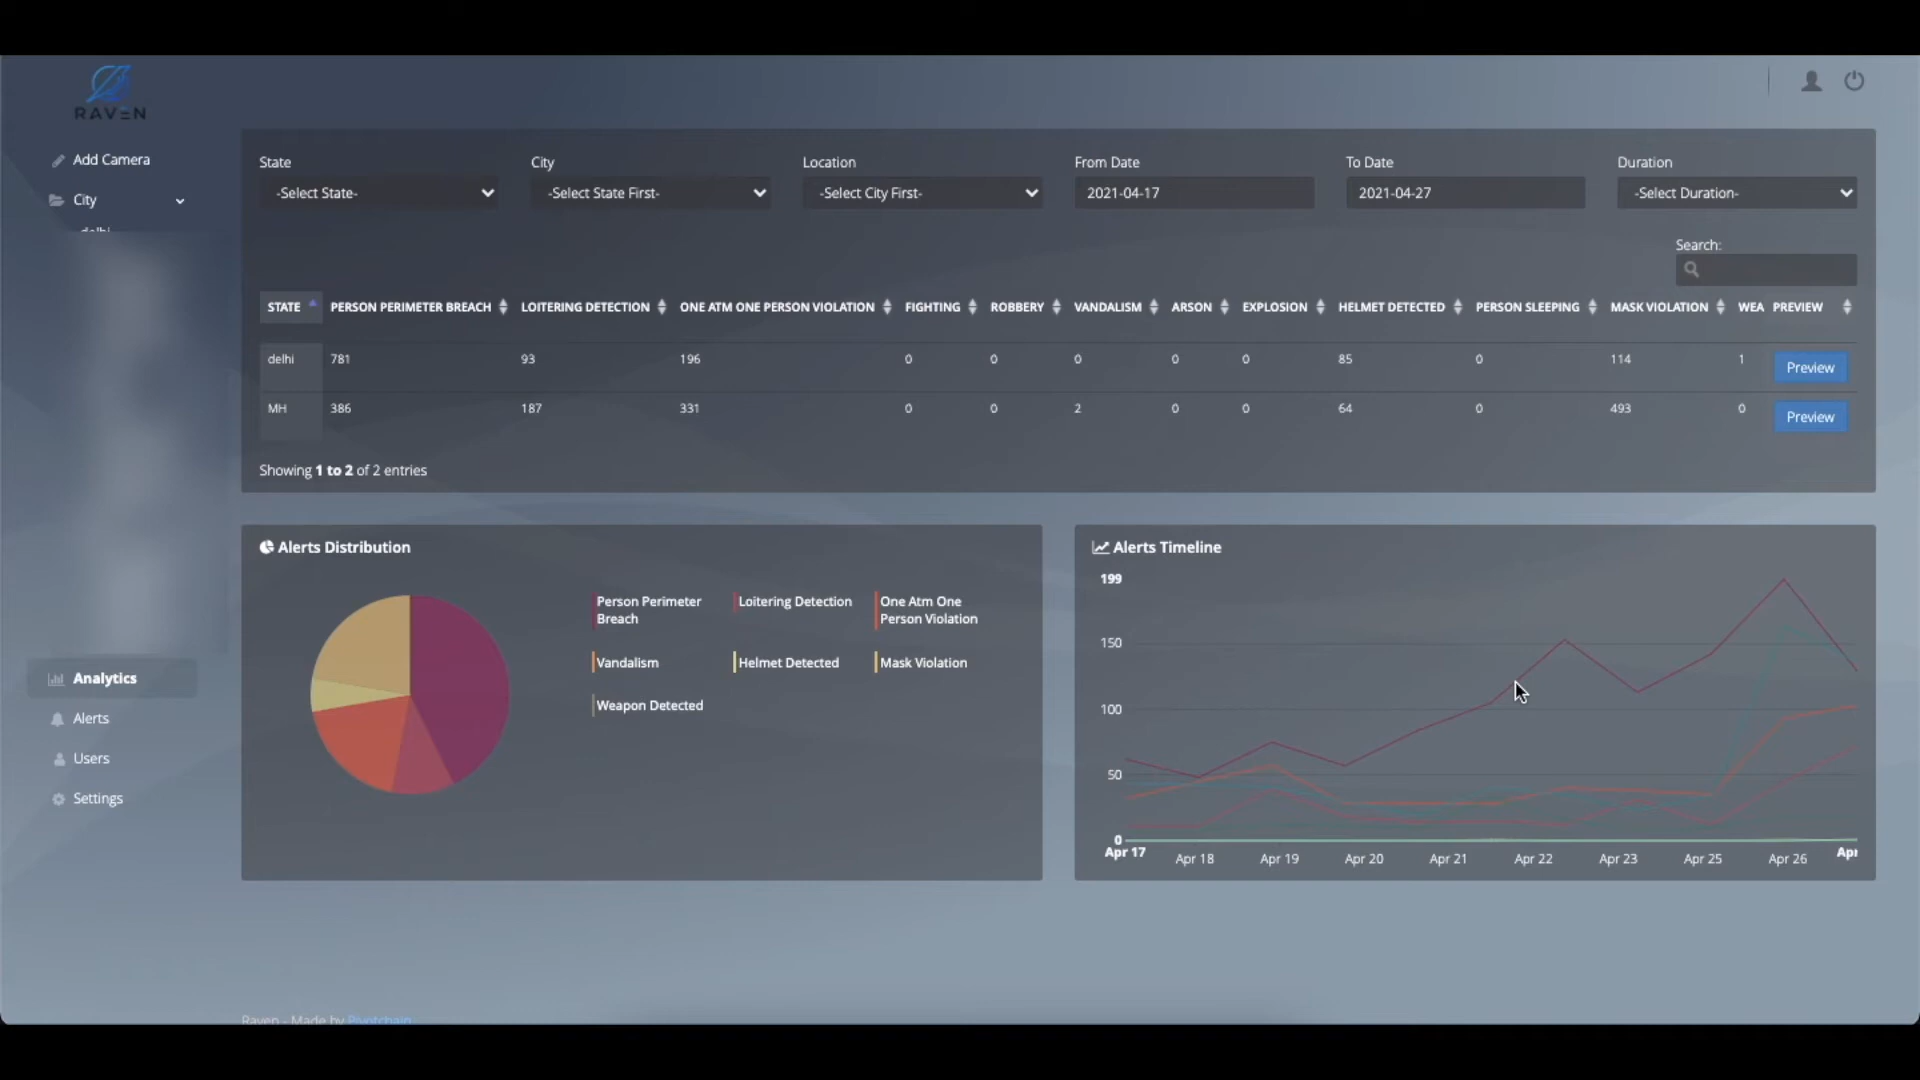 RAVEN
Add Camera
City
delhi
Analytics
Alerts
Users
Settings
State City Location From Date To Date Duration
-Select State- -Select State First- -Select City First- 2021-04-17 2021-04-27 -Select Duration-
Search:
STATE PERSON PERIMETER BREACH LOITERING DETECTION ONE ATM ONE PERSON VIOLATION FIGHTING ROBBERY VANDALISM ARSON EXPLOSION HELMET DETECTED PERSON SLEEPING MASK VIOLATION WEA PREVIEW
delhi 781 93 196 0 0 0 0 0 85 0 114 1 Preview
MH 386 187 331 0 0 2 0 0 64 0 493 0 Preview
Showing 1 to 2 of 2 entries
Alerts Distribution
Person Perimeter
Breach
Loitering Detection
One Atm One
Person Violation
Vandalism
Helmet Detected
Mask Violation
Weapon Detected
Alerts Timeline
199
150
100
50
0
Apr 17 Apr 18 Apr 19 Apr 20 Apr 21 Apr 22 Apr 23 Apr 25 Apr 26 Apr
Raven - Made by Pivotchain